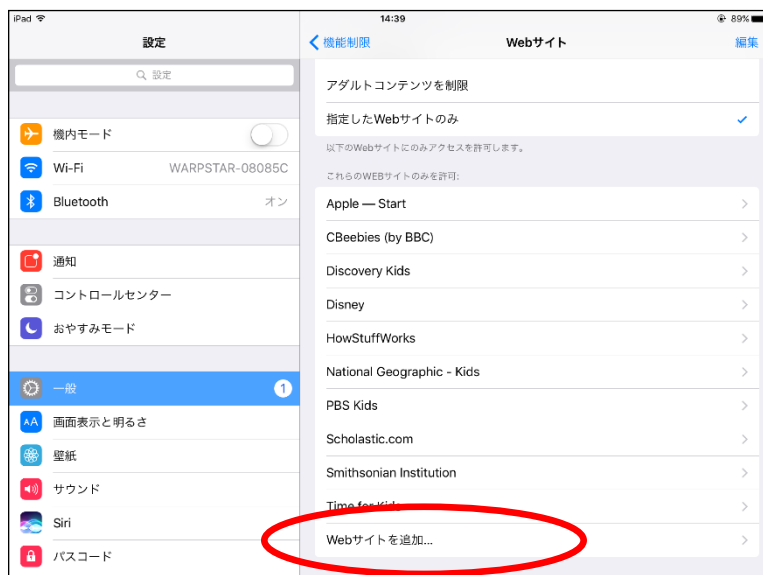 iPad 14:39 89%
設定
設定
機内モード
Wi-Fi WARPSTAR-08085C
Bluetooth オン
通知
コントロールセンター
おやすみモード
一般 1
AA 画面表示と明るさ
壁紙
サウンド
Siri
パスコード
機能制限 Webサイト 編集
アダルトコンテンツを制限
指定したWebサイトのみ
以下のWebサイトにのみアクセスを許可します。
これらのWEBサイトのみを許可:
Apple — Start
CBeebies (by BBC)
Discovery Kids
Disney
HowStuffWorks
National Geographic - Kids
PBS Kids
Scholastic.com
Smithsonian Institution
Time for Kids
Webサイトを追加...